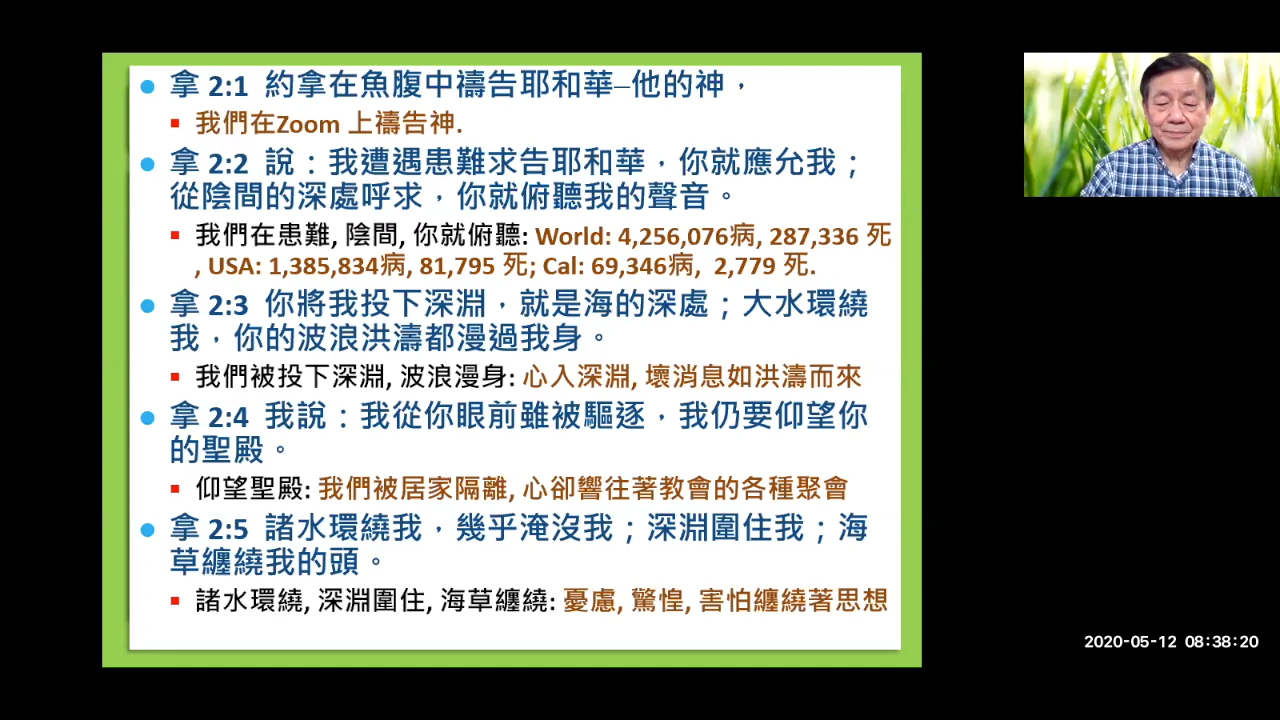 拿 2:1 約拿在魚腹中禱告耶和華─他的神，
我們在Zoom 上禱告神.
拿 2:2 說：我遭遇患難求告耶和華，你就應允我；
從陰間的深處呼求，你就俯聽我的聲音。
我們在患難, 陰間, 你就俯聽: World: 4,256,076病, 287,336 死
, USA: 1,385,834病, 81,795 死; Cal: 69,346病, 2,779 死.
拿 2:3 你將我投下深淵，就是海的深處；大水環繞
我，你的波浪洪濤都漫過我身。
我們被投下深淵, 波浪漫身: 心入深淵, 壞消息如洪濤而來
拿 2:4 我說：我從你眼前雖被驅逐，我仍要仰望你
的聖殿。
仰望聖殿: 我們被居家隔離, 心卻響往著教會的各種聚會
拿 2:5 諸水環繞我，幾乎淹沒我；深淵圍住我；海
草纏繞我的頭。
諸水環繞, 深淵圍住, 海草纏繞: 憂慮, 驚惶, 害怕纏繞著思想
2020-05-12 08:38:20